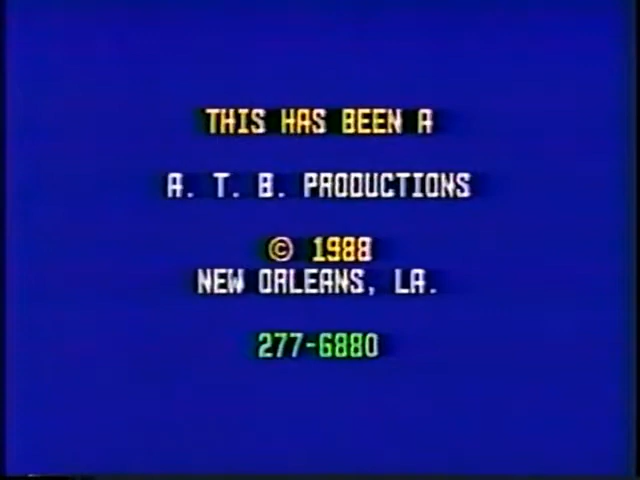 THIS HAS BEEN A
A. T. B. PRODUCTIONS
© 1988
NEW ORLEANS, LA.
277-6880